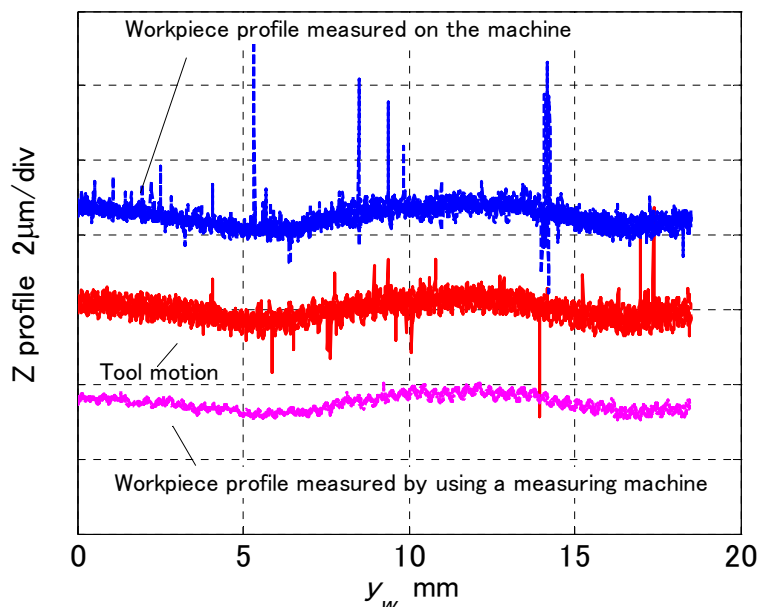 Workpiece profile measured on the machine
Z profile 2μm/div
Tool motion
Workpiece profile measured by using a measuring machine
0 5 10 15 20
y_w mm